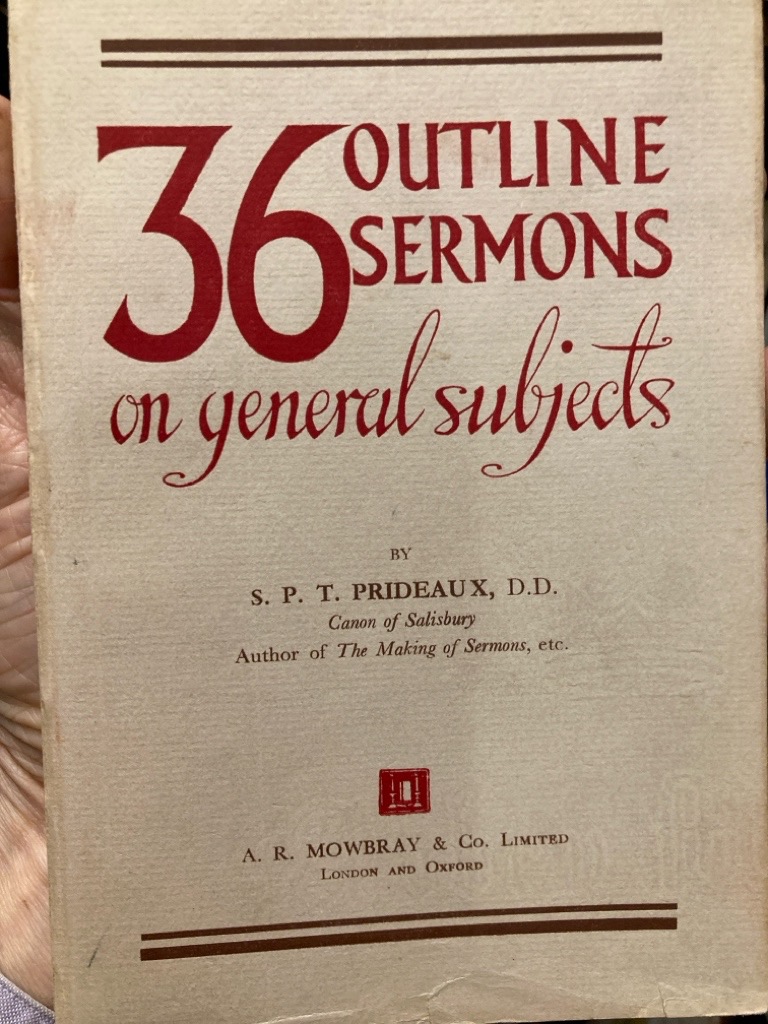 36 OUTLINE
SERMONS
on general subjects
BY
S. P. T. PRIDEAUX, D.D.
Canon of Salisbury
Author of The Making of Sermons, etc.
A. R. MOWBRAY & Co. LIMITED
LONDON AND OXFORD